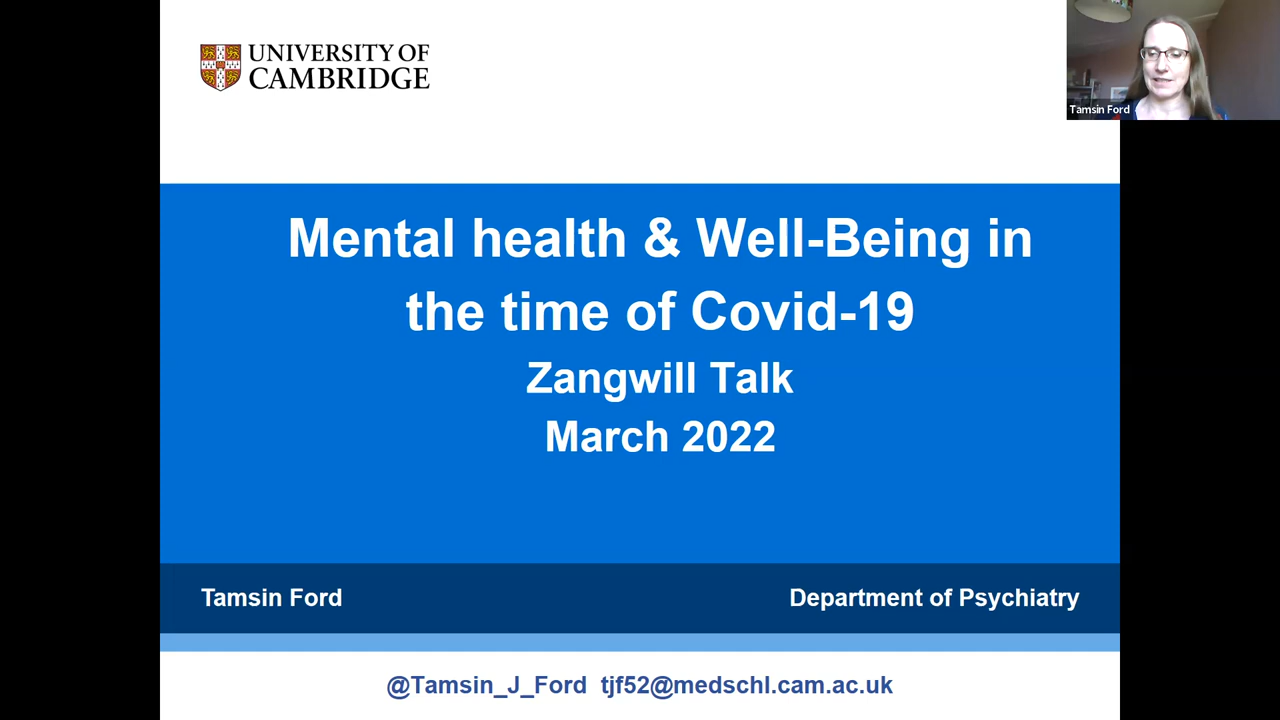 UNIVERSITY OF
CAMBRIDGE
Tamsin Ford
Mental health & Well-Being in
the time of Covid-19
Zangwill Talk
March 2022
Tamsin Ford
Department of Psychiatry
@Tamsin_J_Ford tjf52@medschl.cam.ac.uk